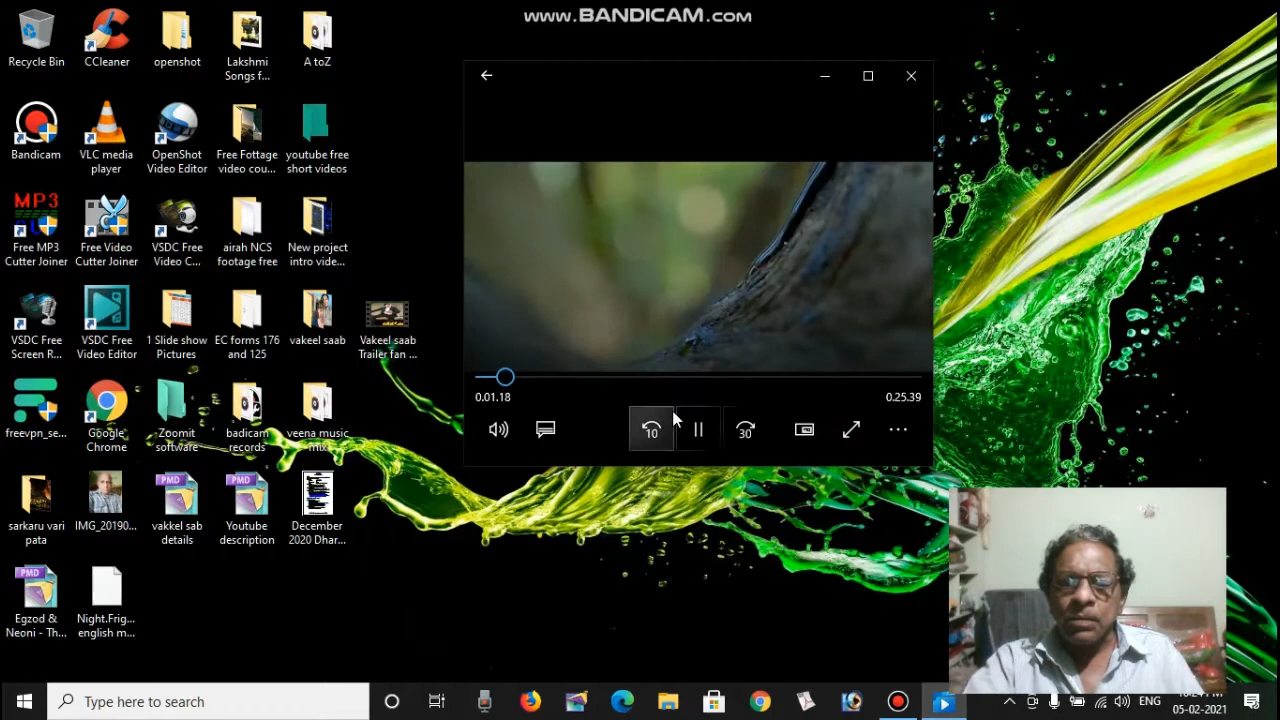 www.BANDICAM.com
Recycle Bin
CCleaner
openshot
Lakshmi
Songs f...
A toZ
Bandicam
VLC media
player
OpenShot
Video Editor
Free Fottage
video cou...
youtube free
short videos
MP3
Free MP3
Cutter Joiner
Free Video
Cutter Joiner
VSDC Free
Video C...
airah NCS
footage free
New project
intro vide...
VSDC Free
Screen R...
VSDC Free
Video Editor
1 Slide show
Pictures
EC forms 176
and 125
vakeel saab
Vakeel saab
Trailer fan ...
freevpn_se...
Google
Chrome
Zoomit
software
badicam
records
veena music
mix
sarkaru vari
pata
IMG_20190...
PMD
vakkel sab
details
PMD
Youtube
description
December
2020 Dhar...
PMD
Egzod &
Neoni - Th...
Night.Frig...
english m...
0.01.18
0.25.39
10
30
Type here to search
ENG
05-02-2021